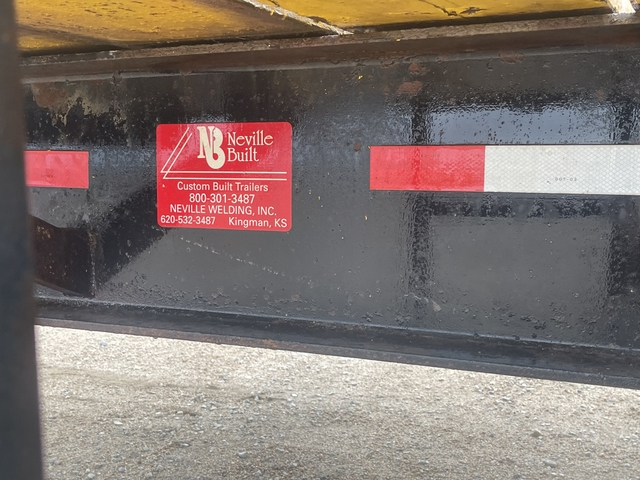 NB Neville
Built
Custom Built Trailers
800-301-3487
NEVILLE WELDING, INC.
620-532-3487 Kingman, KS